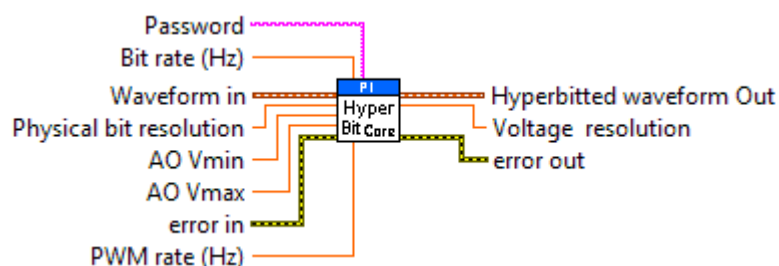 Password
Bit rate (Hz)
Waveform in
Physical bit resolution
AO Vmin
AO Vmax
error in
PWM rate (Hz)
PI
Hyper
Bit Core
Hyperbitted waveform Out
Voltage resolution
error out